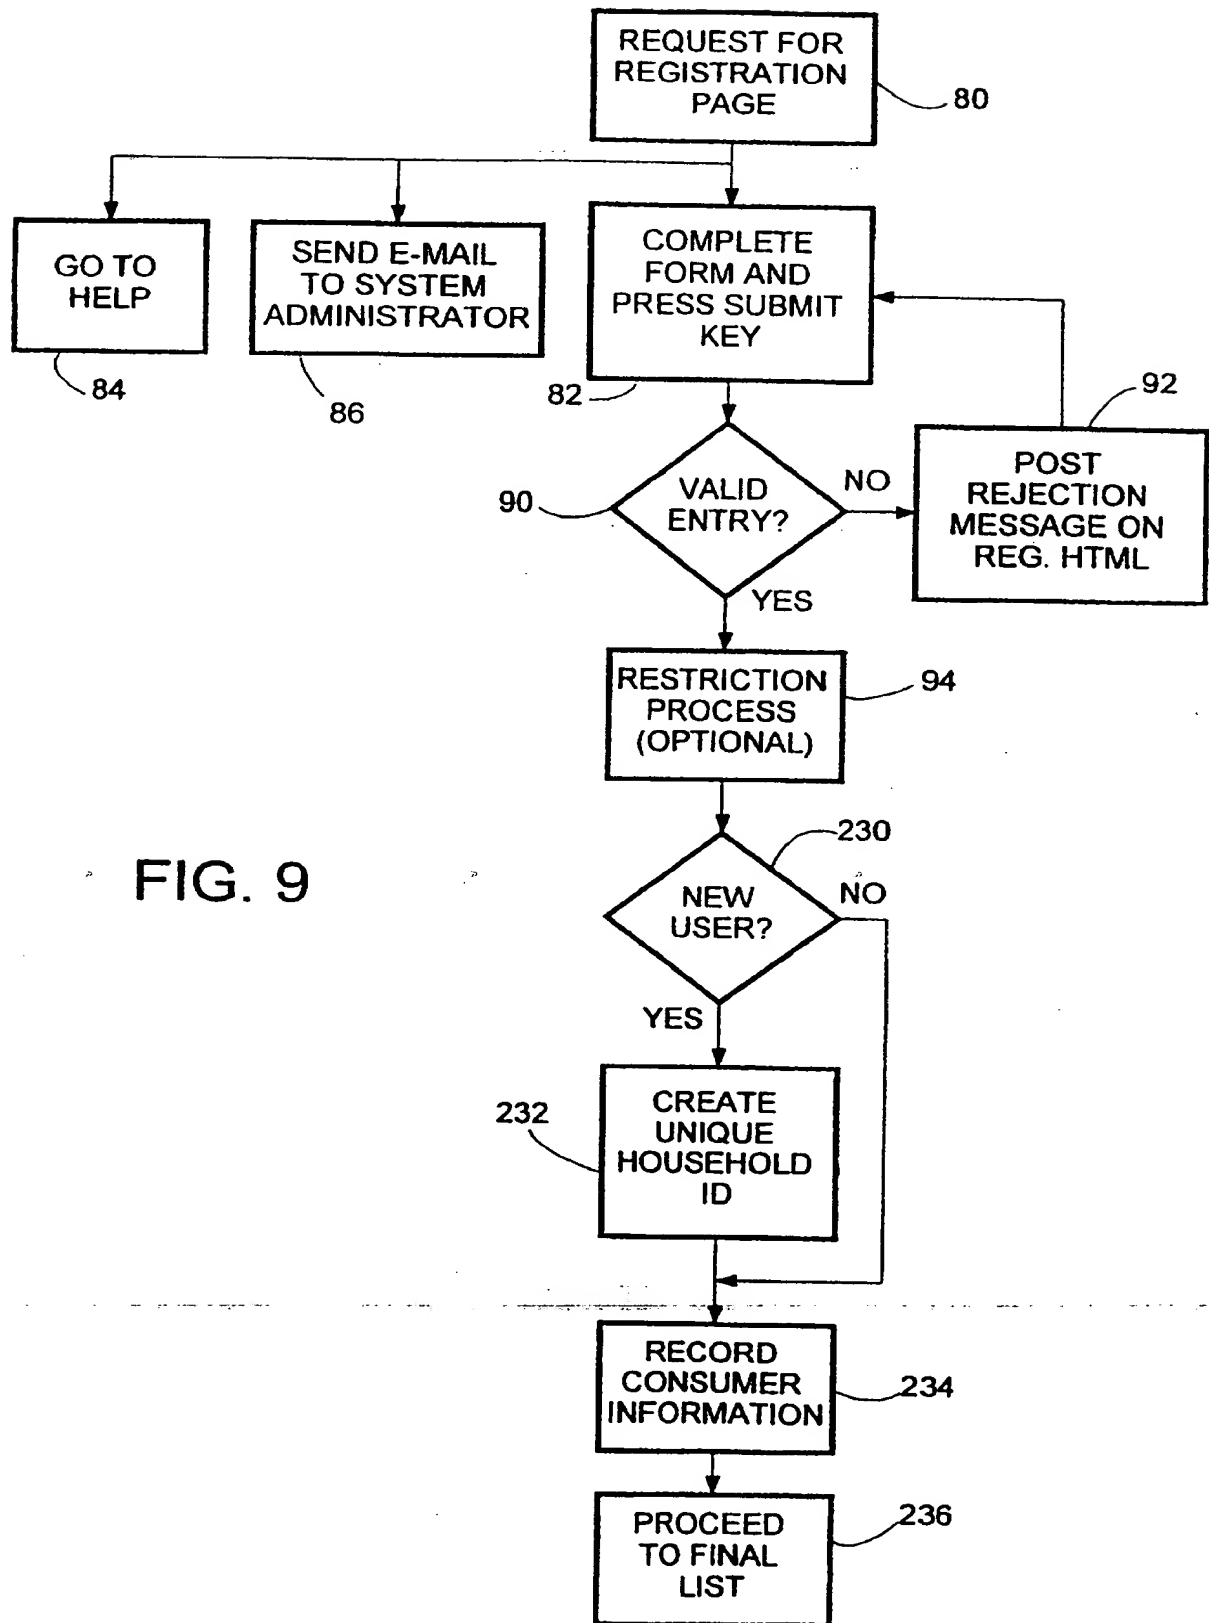 REQUEST FOR
REGISTRATION
PAGE
80
GO TO
HELP
84
SEND E-MAIL
TO SYSTEM
ADMINISTRATOR
86
COMPLETE
FORM AND
PRESS SUBMIT
KEY
82
92
POST
REJECTION
MESSAGE ON
REG. HTML
90
VALID
ENTRY?
NO
YES
RESTRICTION
PROCESS
(OPTIONAL)
94
230
NEW
USER?
NO
YES
FIG. 9
232
CREATE
UNIQUE
HOUSEHOLD
ID
RECORD
CONSUMER
INFORMATION
234
PROCEED
TO FINAL
LIST
236